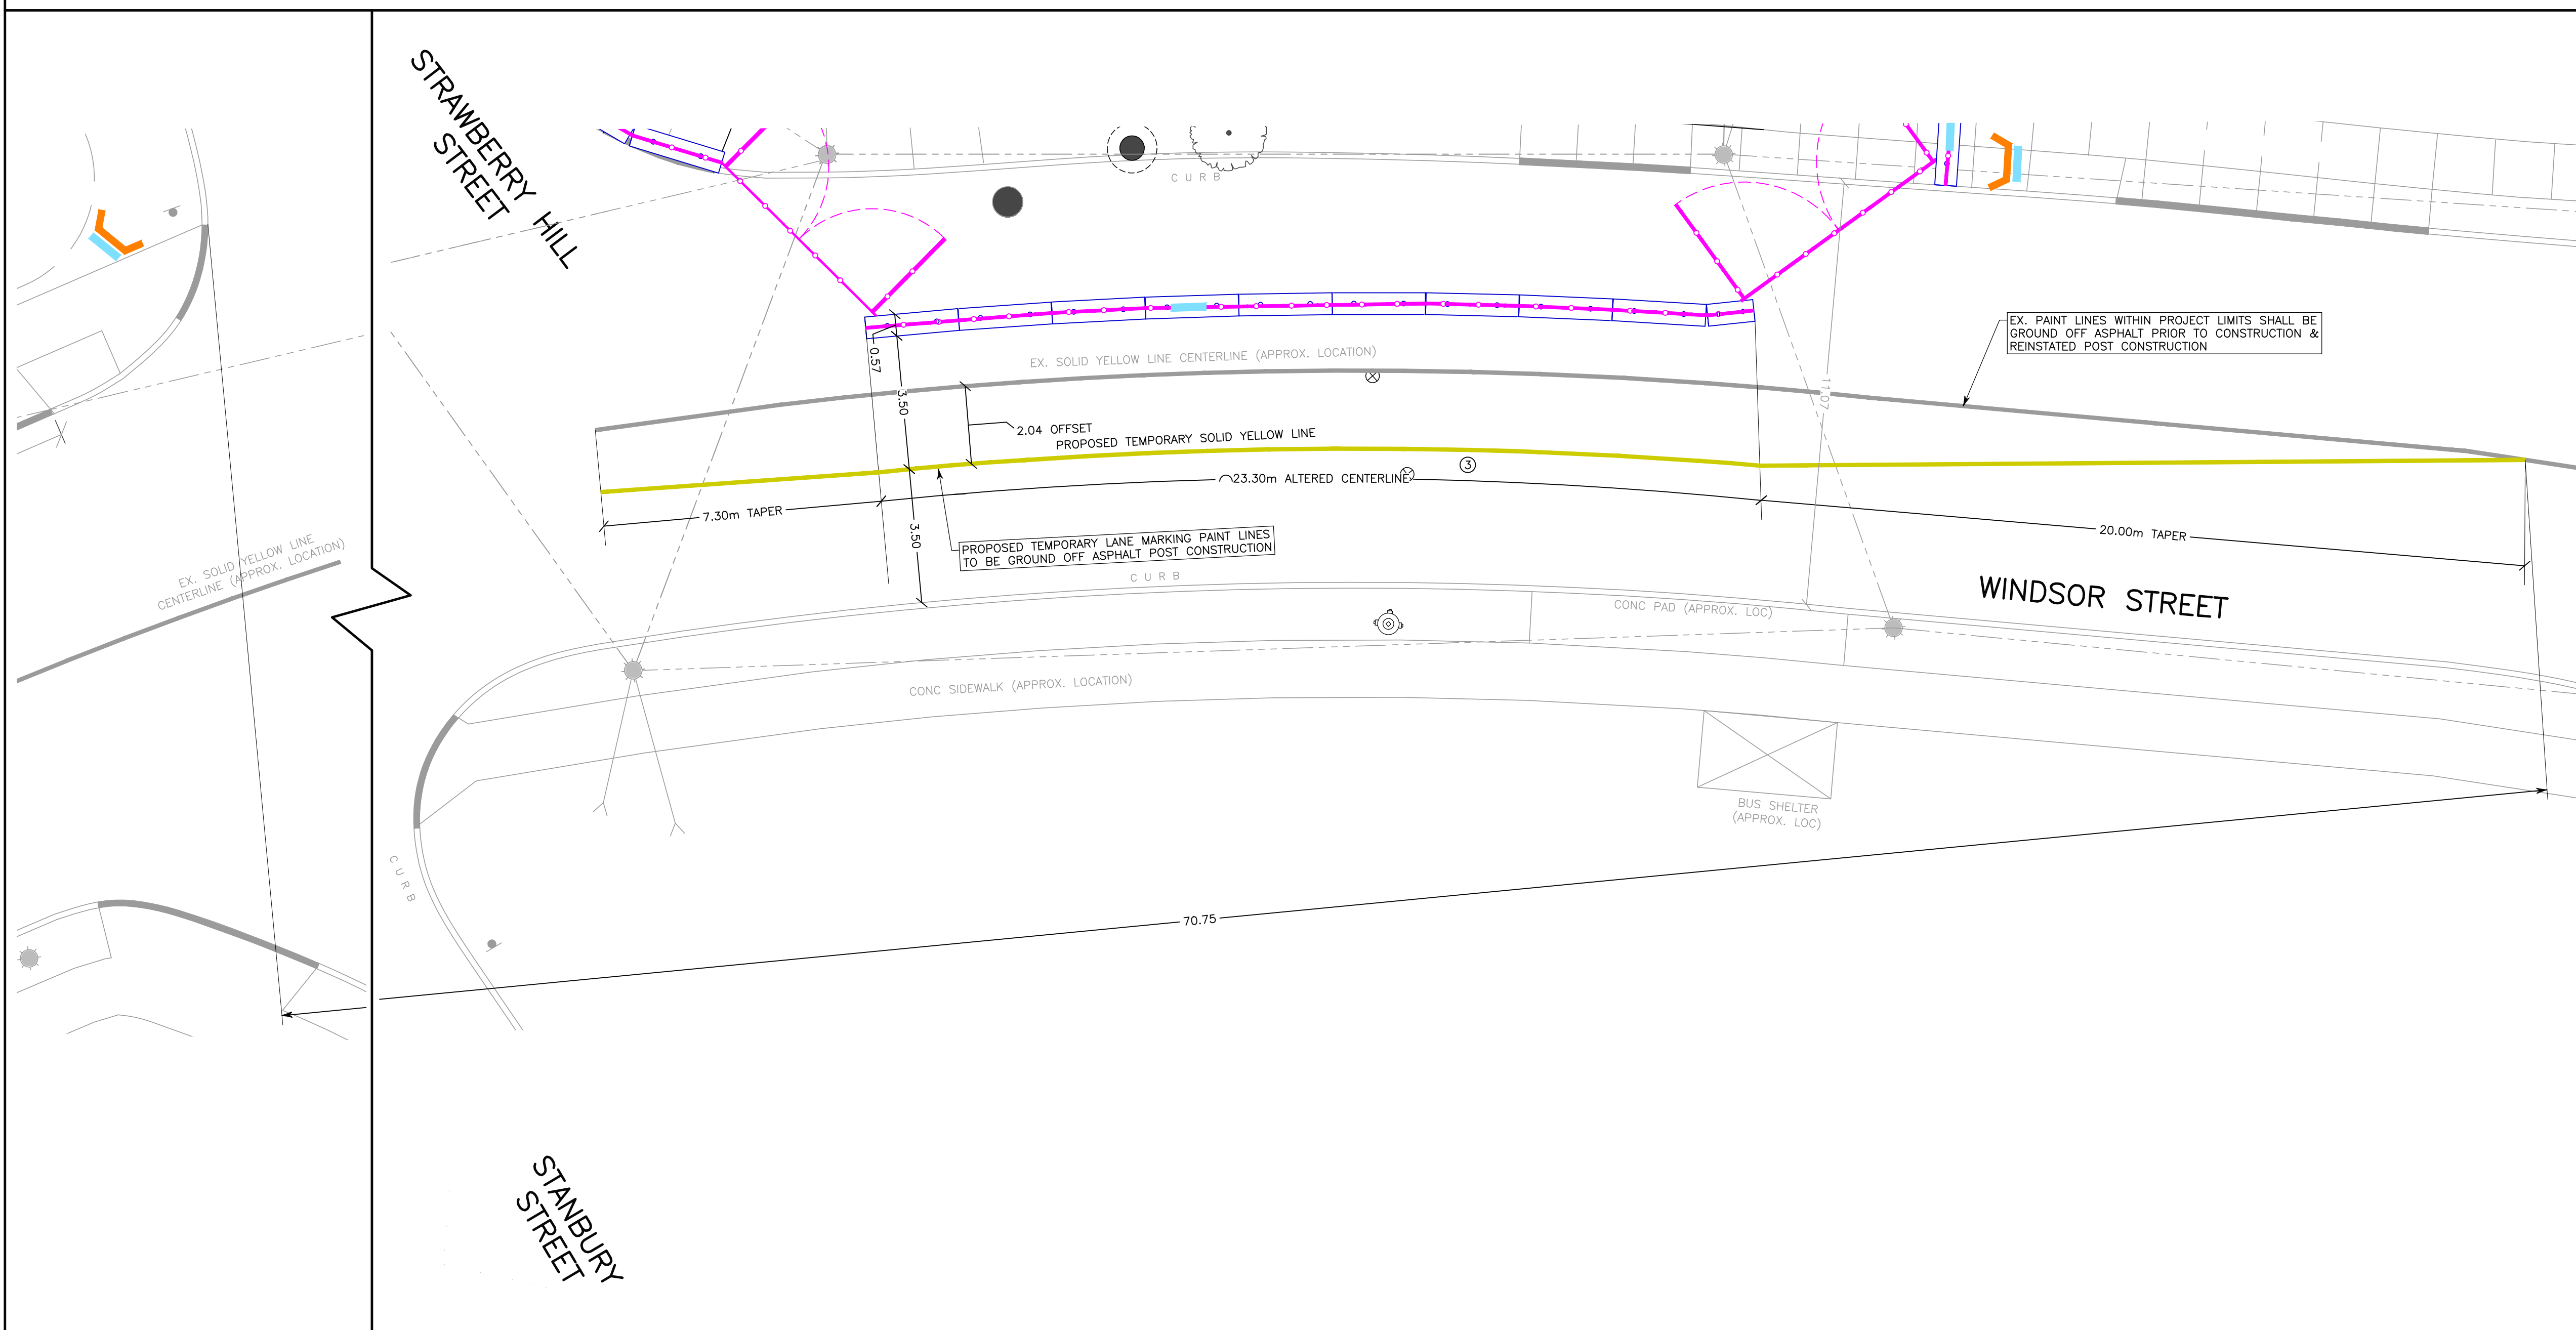 STRAWBERRY HILL
STREET
CURB
EX. PAINT LINES WITHIN PROJECT LIMITS SHALL BE
GROUND OFF ASPHALT PRIOR TO CONSTRUCTION &
REINSTATED POST CONSTRUCTION
0.57
EX. SOLID YELLOW LINE CENTERLINE (APPROX. LOCATION)
3.50
11.07
2.04 OFFSET
PROPOSED TEMPORARY SOLID YELLOW LINE
3
23.30m ALTERED CENTERLINE
7.30m TAPER
20.00m TAPER
3.50
PROPOSED TEMPORARY LANE MARKING PAINT LINES
TO BE GROUND OFF ASPHALT POST CONSTRUCTION
EX. SOLID YELLOW LINE
CENTERLINE (APPROX. LOCATION)
CURB
WINDSOR STREET
CONC PAD (APPROX. LOC)
CONC SIDEWALK (APPROX. LOCATION)
BUS SHELTER
(APPROX. LOC)
CURB
70.75
STANBURY
STREET